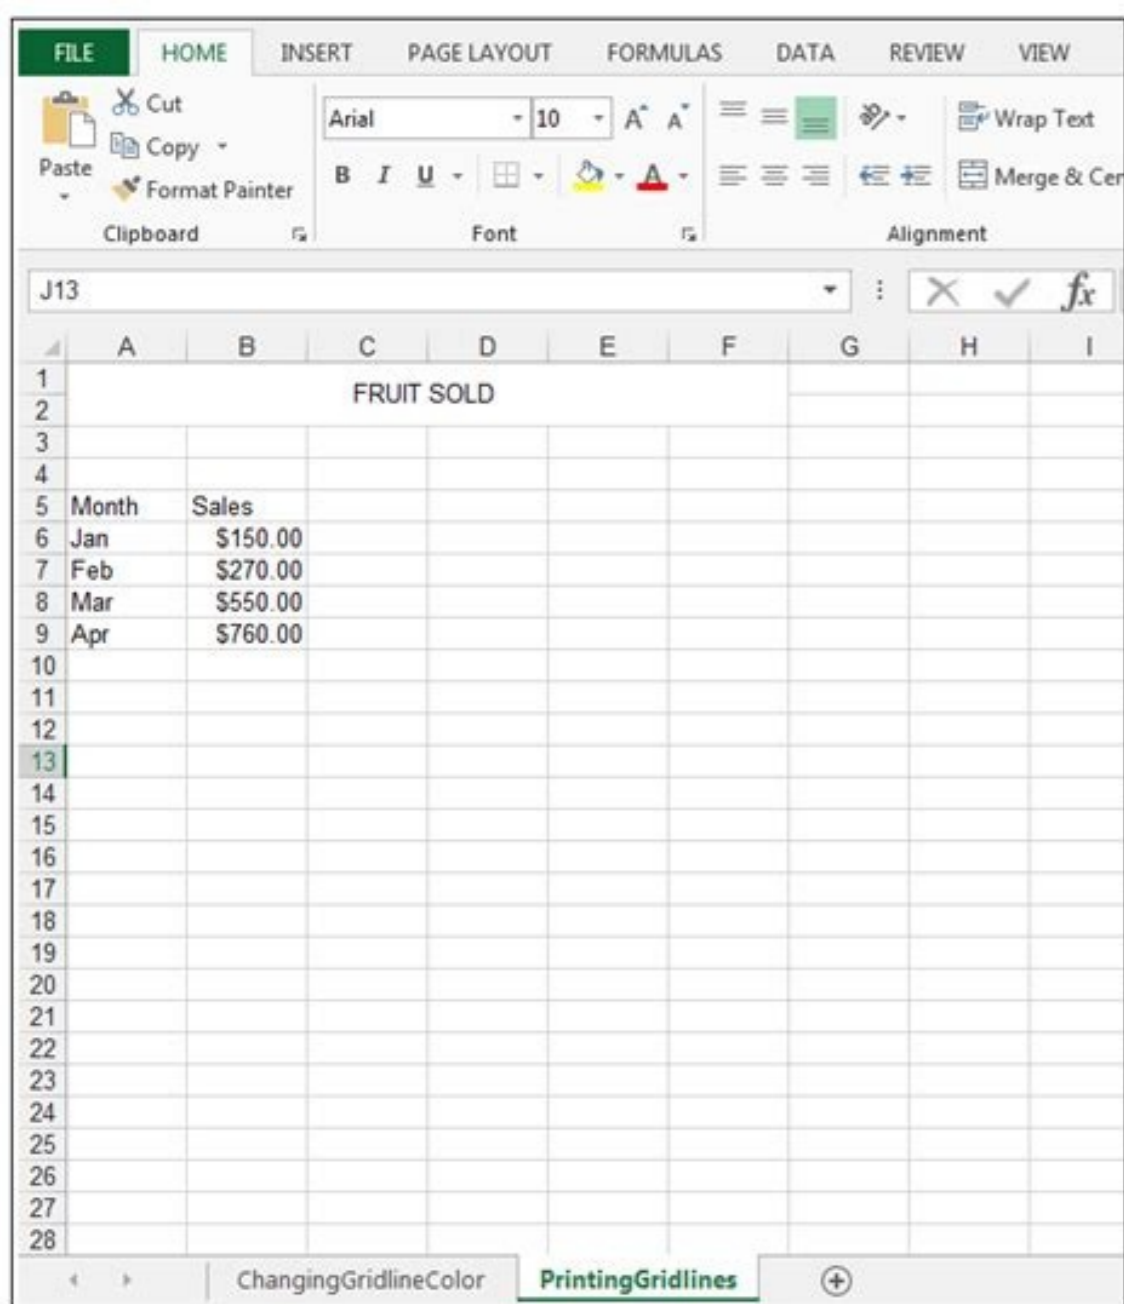 FILE HOME INSERT PAGE LAYOUT FORMULAS DATA REVIEW VIEW
Cut
Copy
Paste
Format Painter
Clipboard
Arial 10 A A
B I U A
Font
Wrap Text
Merge & Cen
Alignment
J13 fx
A B C D E F G H I
1
FRUIT SOLD
2
3
4
5 Month Sales
6 Jan $150.00
7 Feb $270.00
8 Mar $550.00
9 Apr $760.00
10
11
12
13
14
15
16
17
18
19
20
21
22
23
24
25
26
27
28
ChangingGridlineColor PrintingGridlines